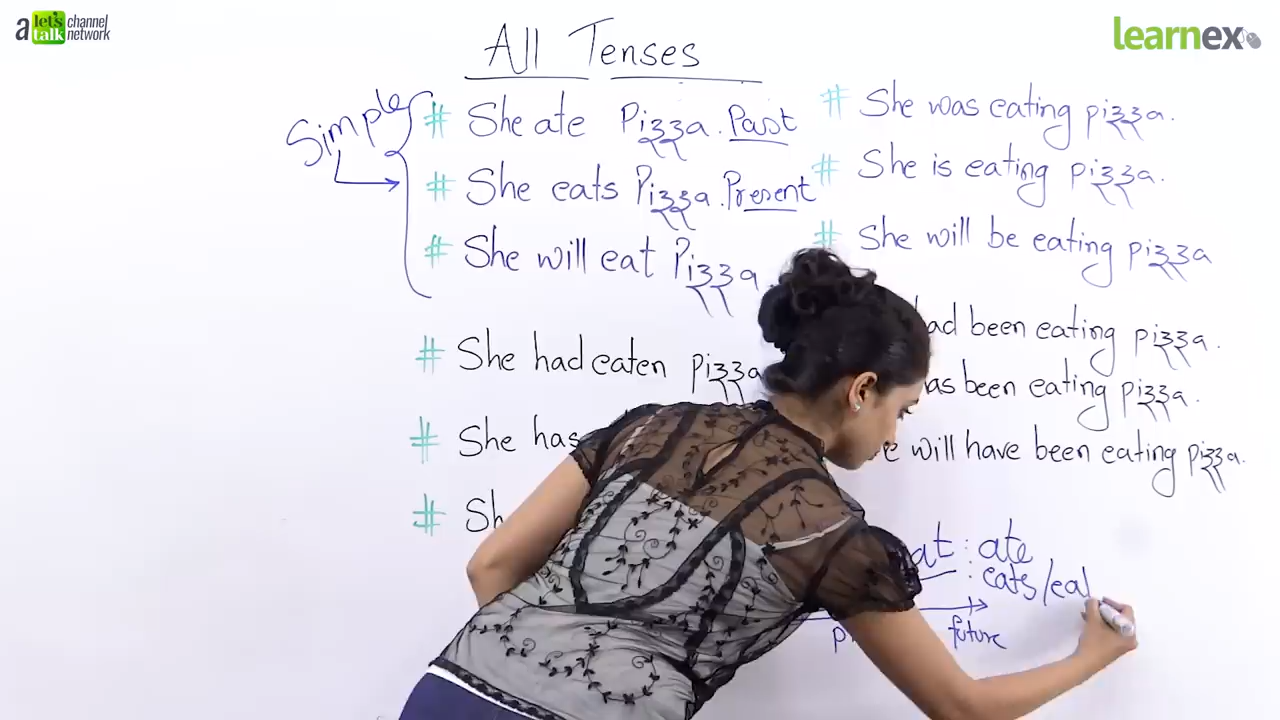 a let's talk channel network
learnex
All Tenses
Simple
# She ate Pizza. Past
# She eats Pizza. Present
# She will eat Pizza.
# She had eaten pizza
# She has
# She was eating pizza.
# She is eating pizza.
# She will be eating pizza
had been eating pizza.
has been eating pizza.
will have been eating pizza.
: ate
: eats/eat
future